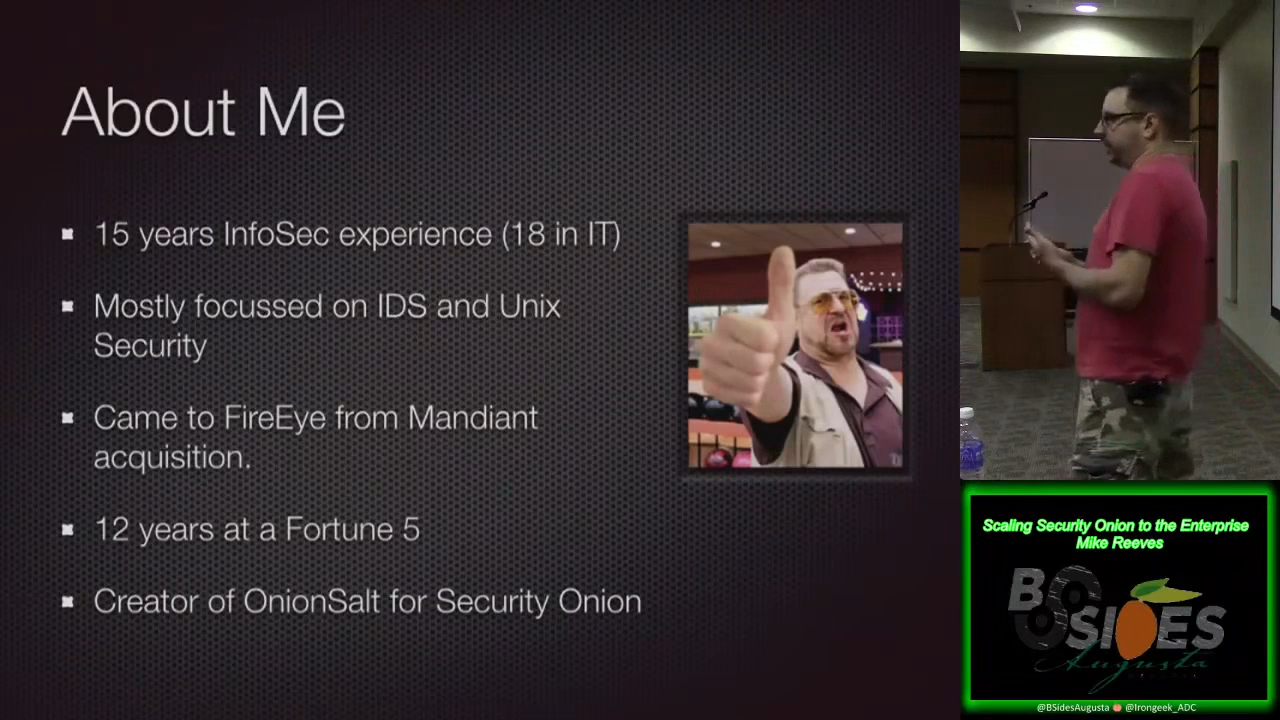 About Me
15 years InfoSec experience (18 in IT)
Mostly focussed on IDS and Unix
Security
Came to FireEye from Mandiant
acquisition.
12 years at a Fortune 5
Creator of OnionSalt for Security Onion
Scaling Security Onion to the Enterprise
Mike Reeves
BSIDES
Augusta
@BSidesAugusta @Irongeek_ADC